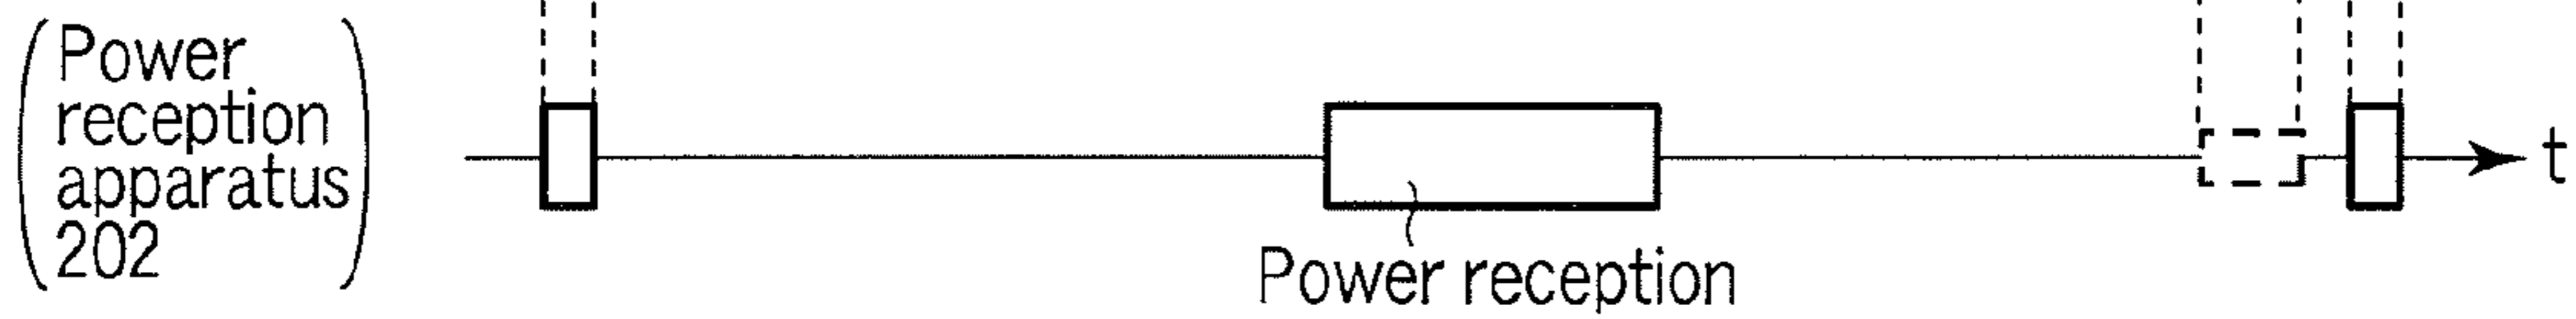 Power
reception
apparatus
202
t
Power reception